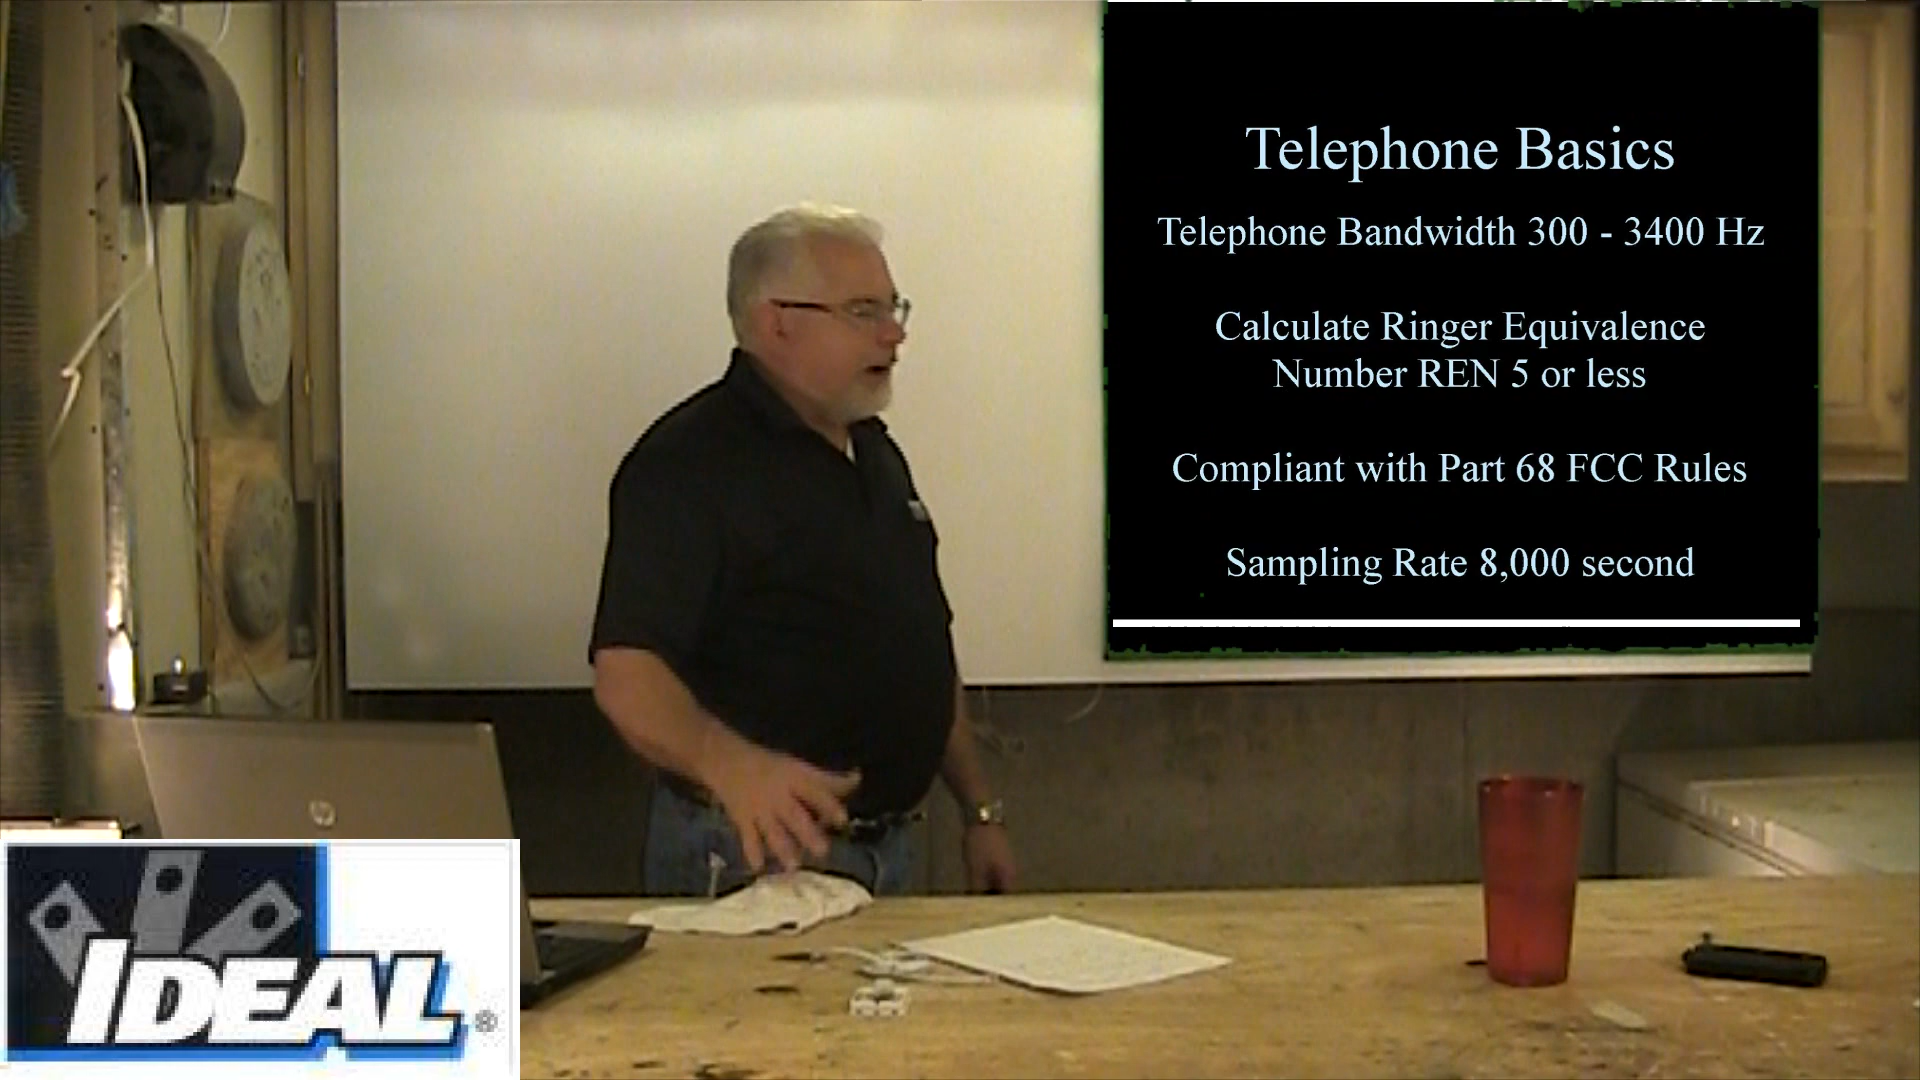 Telephone Basics
Telephone Bandwidth 300 - 3400 Hz
Calculate Ringer Equivalence
Number REN 5 or less
Compliant with Part 68 FCC Rules
Sampling Rate 8,000 second
hp
IDEAL®